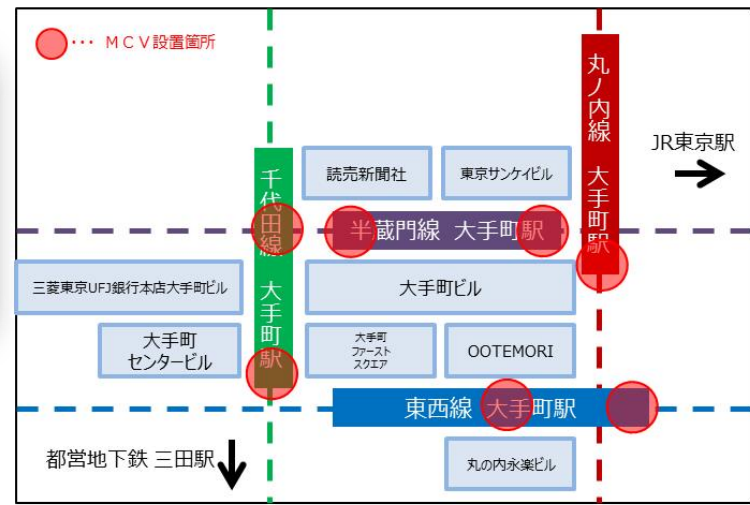 ･･･ ＭＣＶ設置箇所
丸ノ内線 大手町駅
JR東京駅
千代田線 大手町駅
読売新聞社
東京サンケイビル
半蔵門線 大手町駅
三菱東京UFJ銀行本店大手町ビル
大手町ビル
大手町
センタービル
大手町
ファースト
スクエア
OOTEMORI
東西線 大手町駅
都営地下鉄 三田駅
丸の内永楽ビル